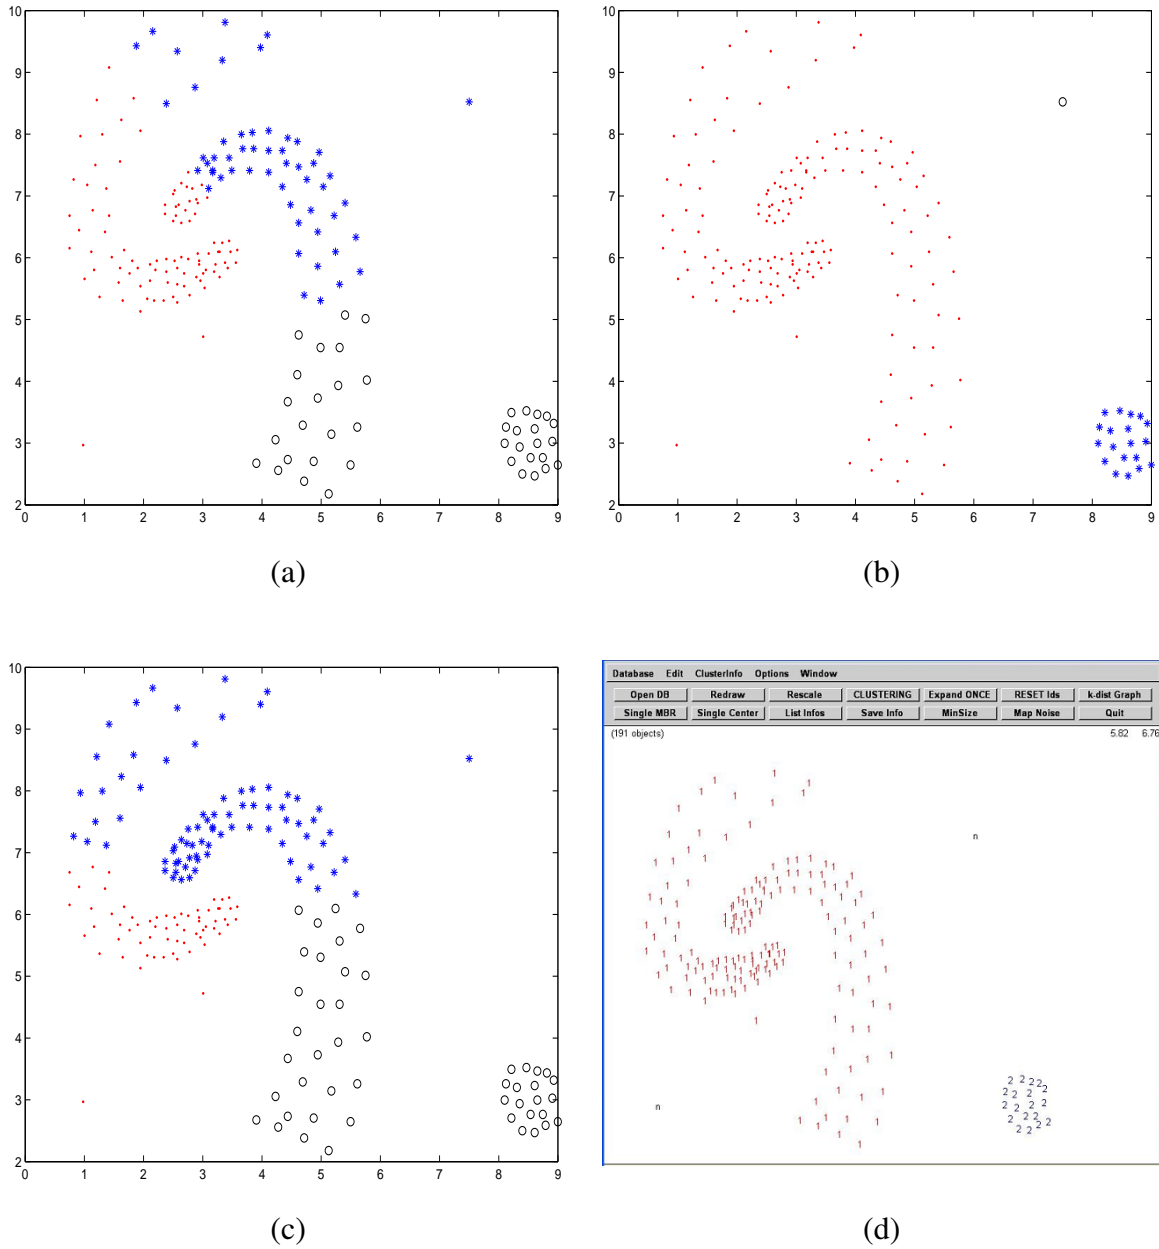 10
9
8
7
6
5
4
3
2
0 1 2 3 4 5 6 7 8 9
(a)
10
9
8
7
6
5
4
3
2
0 1 2 3 4 5 6 7 8 9
(b)
10
9
8
7
6
5
4
3
2
0 1 2 3 4 5 6 7 8 9
(c)
Database Edit ClusterInfo Options Window
Open DB Redraw Rescale CLUSTERING Expand ONCE RESET Ids k-dist Graph
Single MBR Single Center List Infos Save Info MinSize Map Noise Quit
(191 objects) 5.82 6.76
n
n
(d)